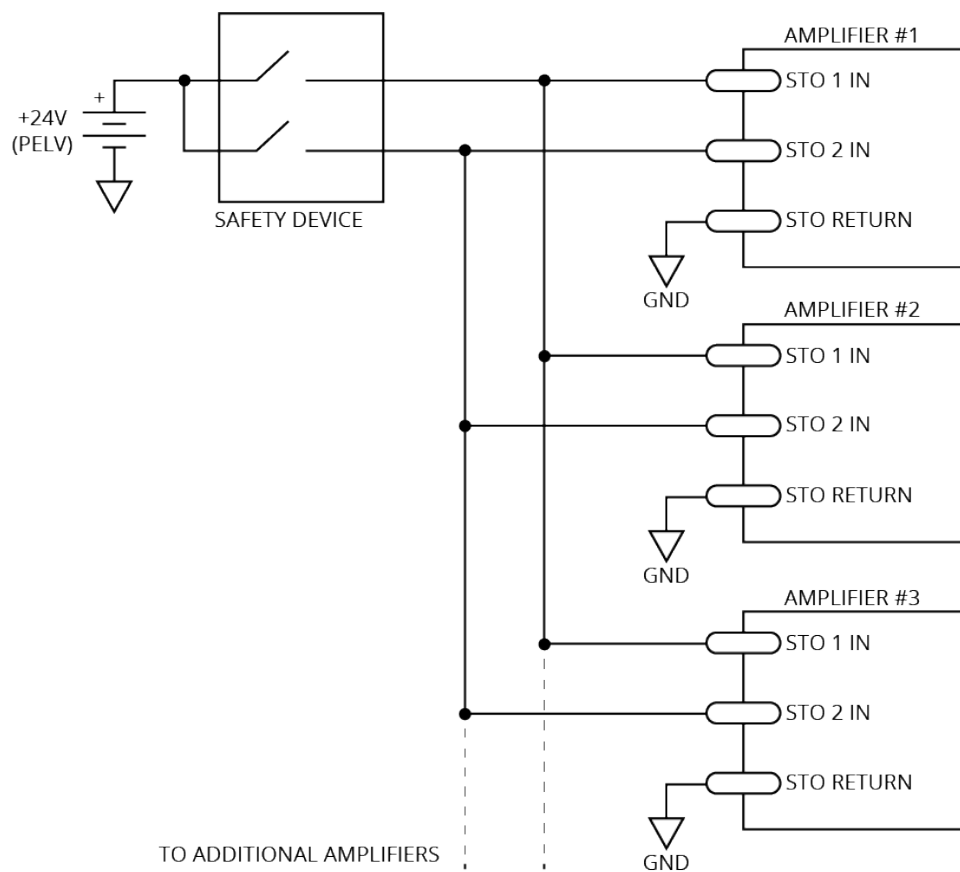 AMPLIFIER #1
STO 1 IN
+
+24V
(PELV)
STO 2 IN
SAFETY DEVICE
STO RETURN
GND
AMPLIFIER #2
STO 1 IN
STO 2 IN
STO RETURN
GND
AMPLIFIER #3
STO 1 IN
STO 2 IN
STO RETURN
TO ADDITIONAL AMPLIFIERS
GND